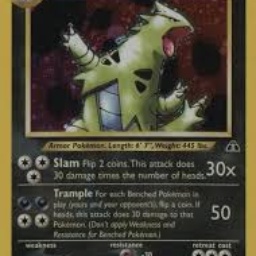 Armor Pokémon. Length: 6' 7", Weight: 445 lbs.
Slam Flip 2 coins. This attack does
30 damage times the number of heads.
30x
Trample For each Benched Pokémon in
play (yours and your opponent's), flip a coin. If
heads, this attack does 30 damage to that
Pokémon. (Don't apply Weakness and
Resistance for Benched Pokémon.)
50
weakness resistance retreat cost
-30